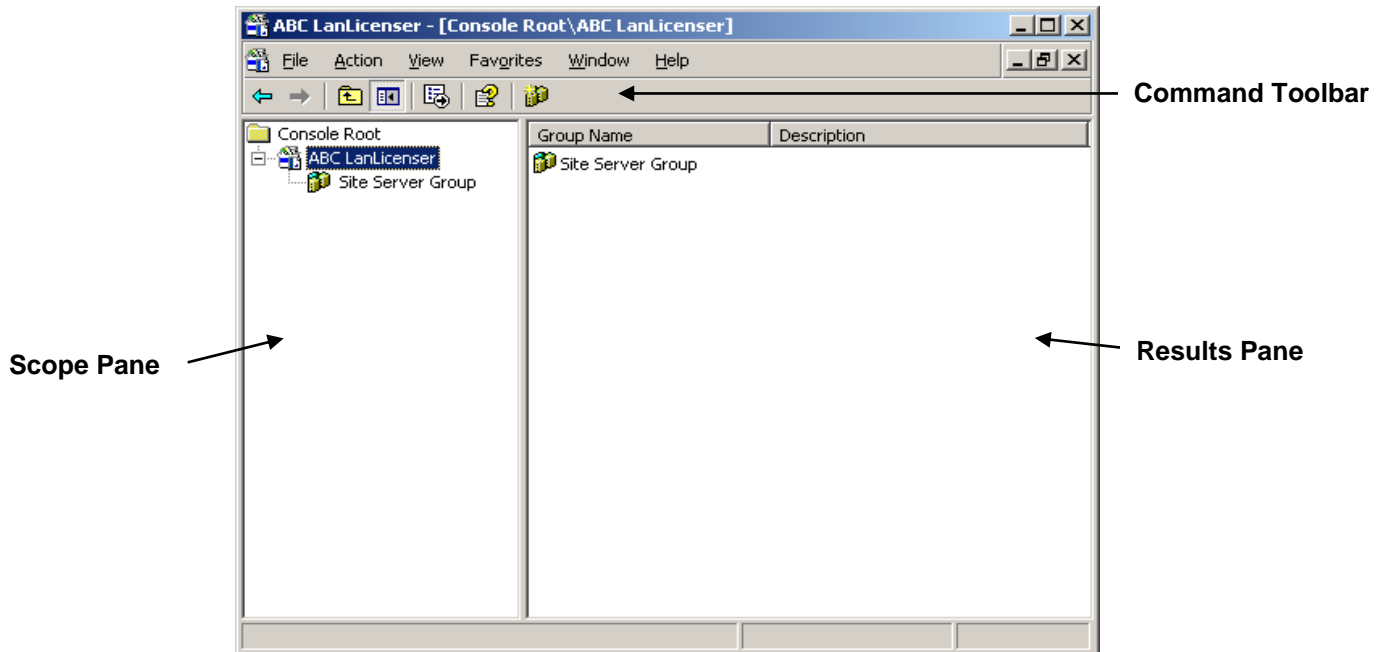 ABC LanLicenser - [Console Root\ABC LanLicenser]
File Action View Favorites Window Help
Command Toolbar
Console Root
ABC LanLicenser
Site Server Group
Group Name Description
Site Server Group
Scope Pane
Results Pane